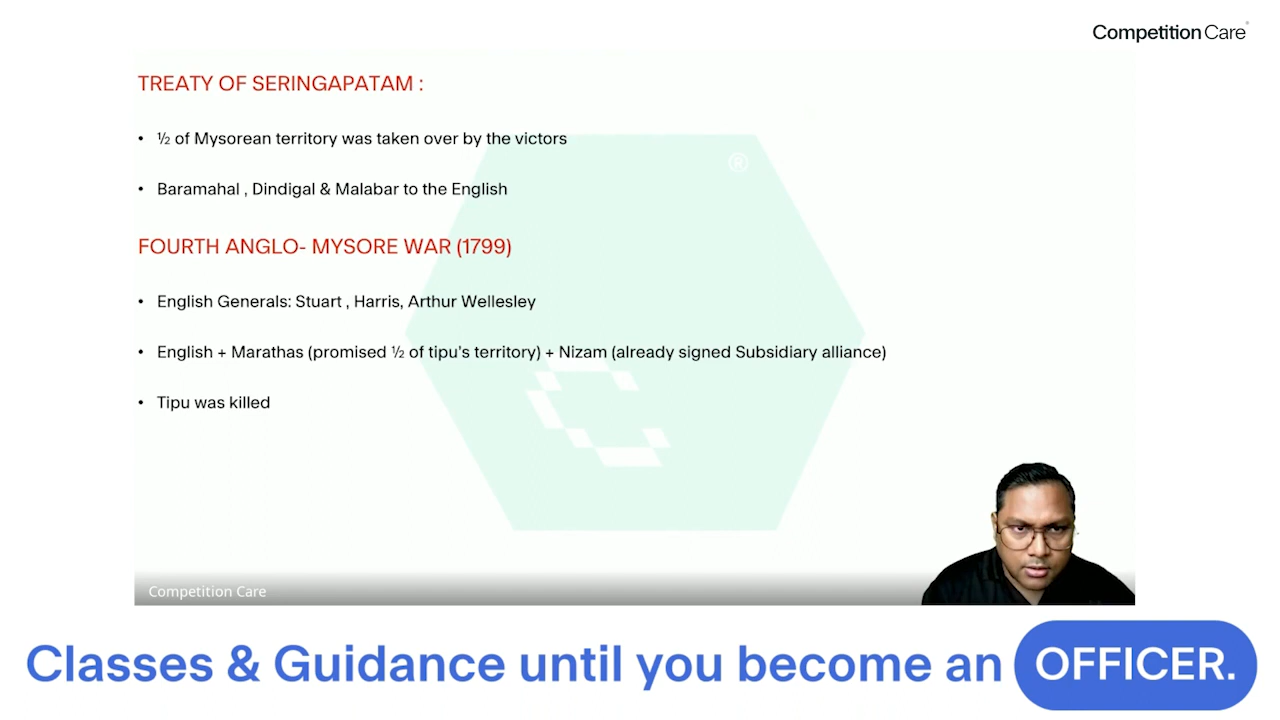 Competition Care
TREATY OF SERINGAPATAM :
• ½ of Mysorean territory was taken over by the victors
®
• Baramahal , Dindigal & Malabar to the English
FOURTH ANGLO- MYSORE WAR (1799)
• English Generals: Stuart , Harris, Arthur Wellesley
• English + Marathas (promised ½ of tipu's territory) + Nizam (already signed Subsidiary alliance)
• Tipu was killed
Competition Care
Classes & Guidance until you become an OFFICER.